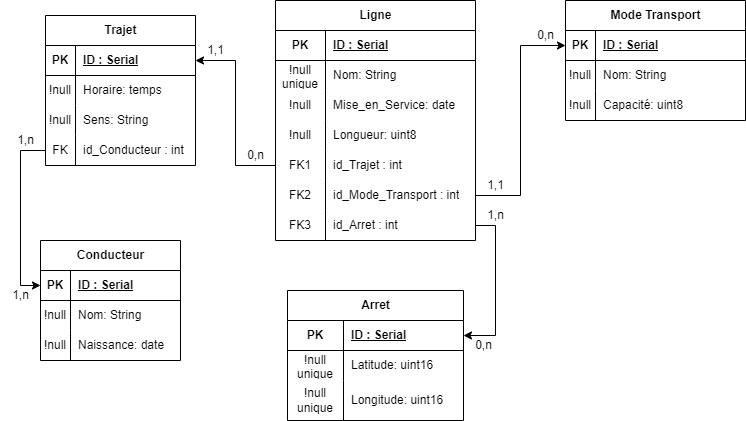 Trajet
PK ID : Serial
!null Horaire: temps
!null Sens: String
FK id_Conducteur : int
1,1
0,n
Ligne
PK ID : Serial
!null unique Nom: String
!null Mise_en_Service: date
!null Longueur: uint8
FK1 id_Trajet : int
FK2 id_Mode_Transport : int
FK3 id_Arret : int
0,n
1,1
1,n
Mode Transport
PK ID : Serial
!null Nom: String
!null Capacité: uint8
1,n
1,n
Conducteur
PK ID : Serial
!null Nom: String
!null Naissance: date
Arret
PK ID : Serial
!null unique Latitude: uint16
!null unique Longitude: uint16
0,n